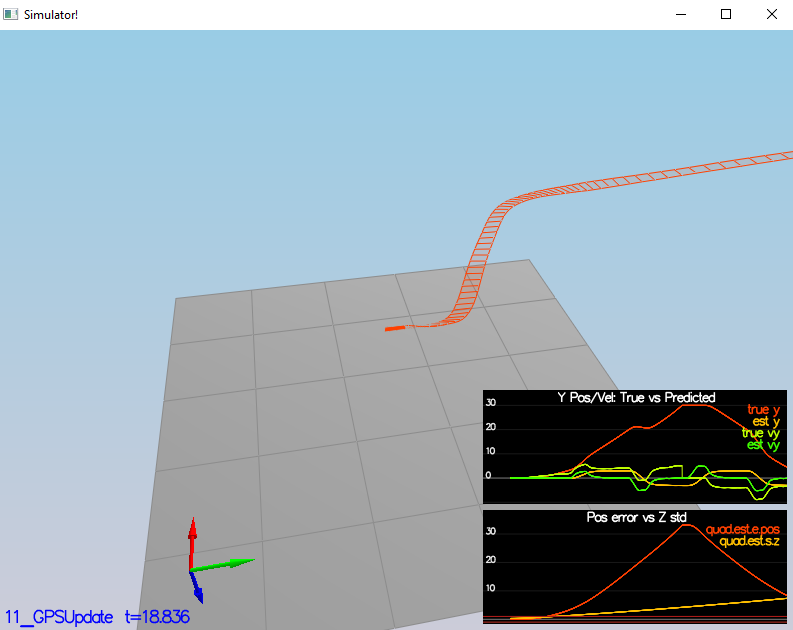 Simulator!
Y Pos/Vel: True vs Predicted
30
true y
est y
20
true vy
est vy
10
0
Pos error vs Z std
30
quad.est.e.pos
quad.est.s.z
20
10
11_GPSUpdate t=18.836